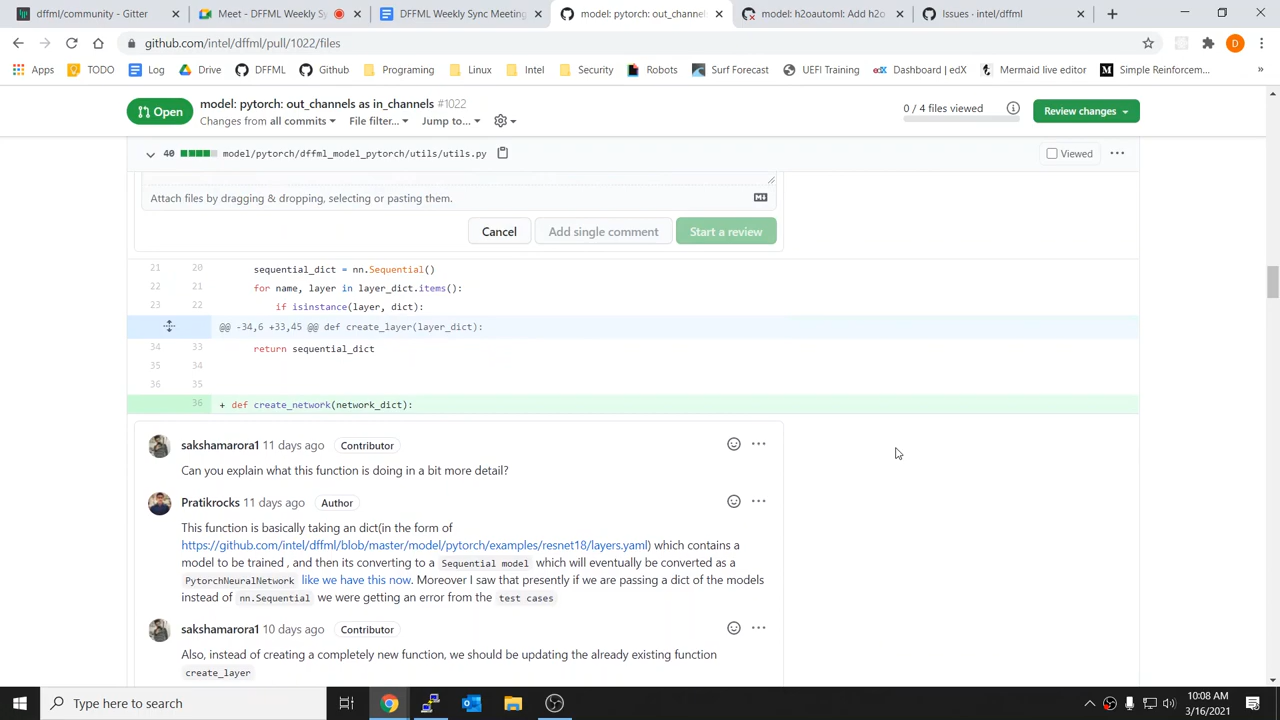 dffml/community - Gitter
Meet - DFFML Weekly Sy
DFFML Weekly Sync Meeting
model: pytorch: out_channels
model: h2oautoml: Add h2o
Issues · intel/dffml
github.com/intel/dffml/pull/1022/files
D
Apps
TODO
Log
Drive
DFFML
Github
Programing
Linux
Intel
Security
Robots
Surf Forecast
UEFI Training
Dashboard | edX
Mermaid live editor
Simple Reinforcem...
Open
model: pytorch: out_channels as in_channels #1022
Changes from all commits
File filter...
Jump to...
0 / 4 files viewed
Review changes
40
model/pytorch/dffml_model_pytorch/utils/utils.py
Viewed
Attach files by dragging & dropping, selecting or pasting them.
Cancel
Add single comment
Start a review
21 20 sequential_dict = nn.Sequential()
22 21 for name, layer in layer_dict.items():
23 22 if isinstance(layer, dict):
@@ -34,6 +33,45 @@ def create_layer(layer_dict):
34 33 return sequential_dict
35 34
36 35
36 + def create_network(network_dict):
sakshamarora1 11 days ago Contributor
Can you explain what this function is doing in a bit more detail?
Pratikrocks 11 days ago Author
This function is basically taking an dict(in the form of
https://github.com/intel/dffml/blob/master/model/pytorch/examples/resnet18/layers.yaml) which contains a
model to be trained , and then its converting to a Sequential model which will eventually be converted as a
PytorchNeuralNetwork like we have this now. Moreover I saw that presently if we are passing a dict of the models
instead of nn.Sequential we were getting an error from the test cases
sakshamarora1 10 days ago Contributor
Also, instead of creating a completely new function, we should be updating the already existing function
create_layer
Type here to search
10:08 AM
3/16/2021